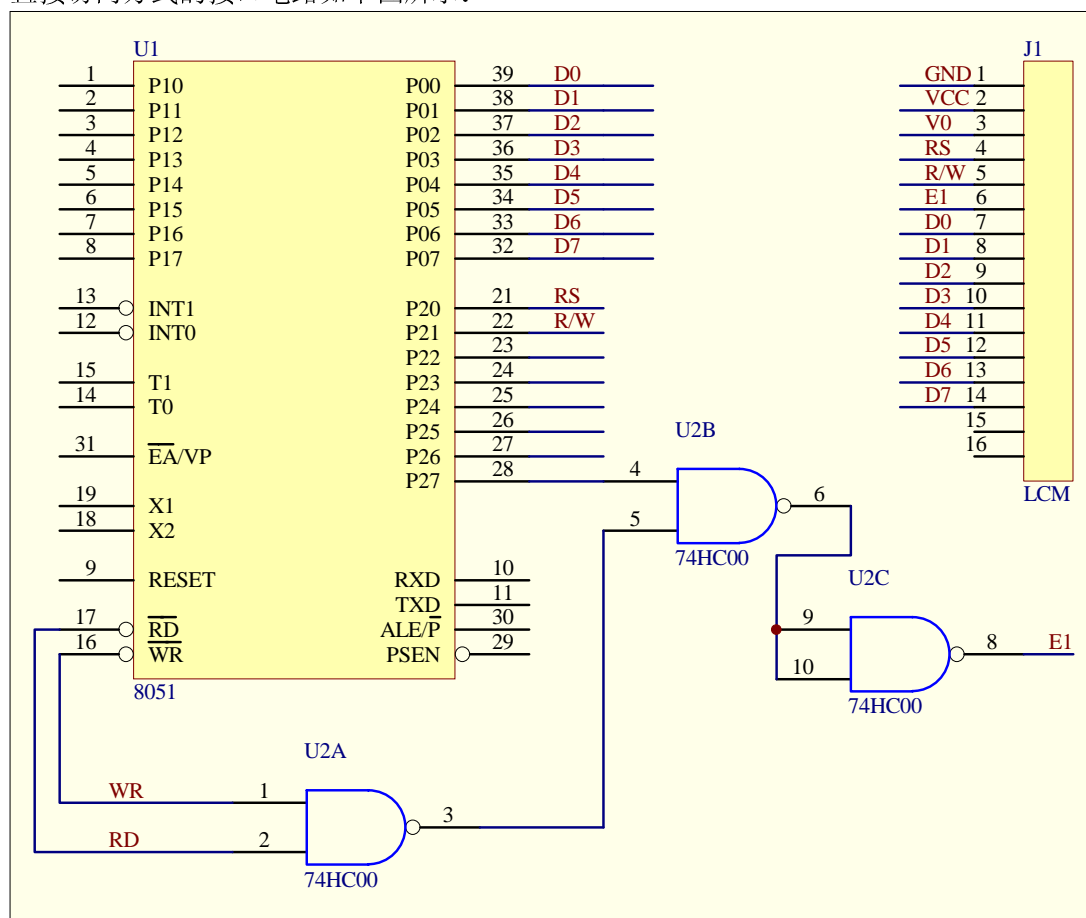 U1
1 P10
2 P11
3 P12
4 P13
5 P14
6 P15
7 P16
8 P17
13 INT1
12 INT0
15 T1
14 T0
31 EA/VP
19 X1
18 X2
9 RESET
17 RD
16 WR
8051
P00 39 D0
P01 38 D1
P02 37 D2
P03 36 D3
P04 35 D4
P05 34 D5
P06 33 D6
P07 32 D7
P20 21 RS
P21 22 R/W
P22 23
P23 24
P24 25
P25 26
P26 27
P27 28
RXD 10
TXD 11
ALE/P 30
PSEN 29
J1
GND 1
VCC 2
V0 3
RS 4
R/W 5
E1 6
D0 7
D1 8
D2 9
D3 10
D4 11
D5 12
D6 13
D7 14
15
16
LCM
U2B
4
5
6
74HC00
U2C
9
10
8 E1
74HC00
U2A
WR 1
RD 2
3
74HC00